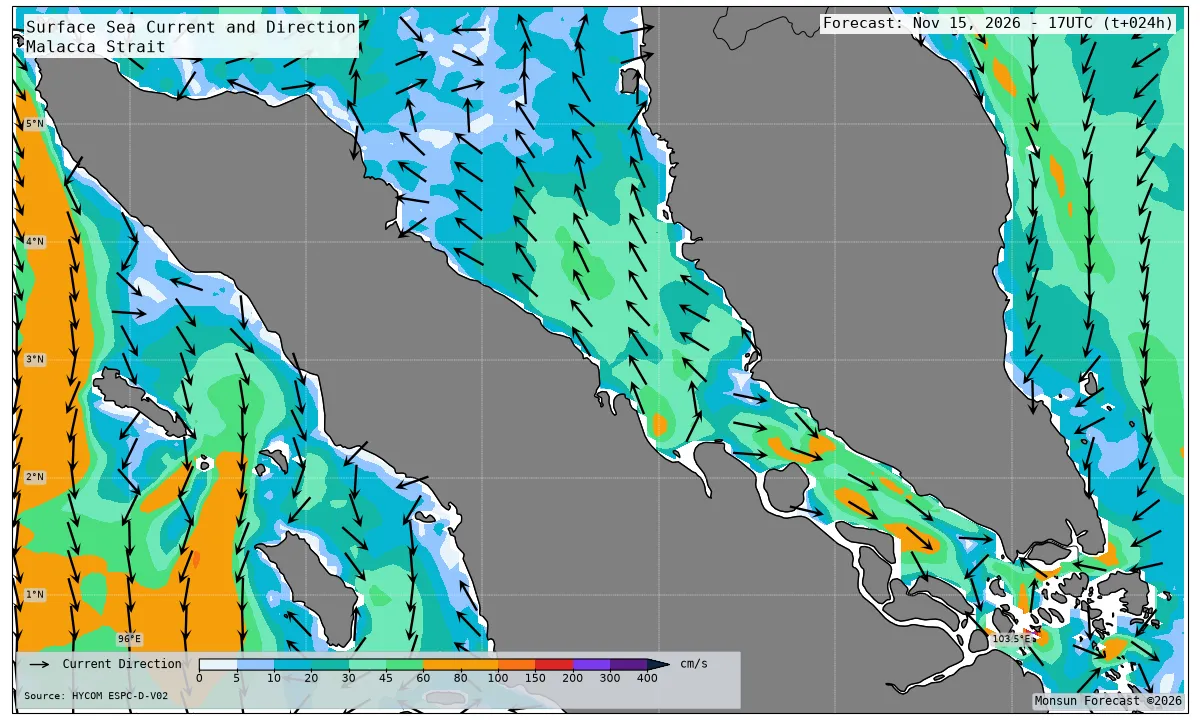 Surface Sea Current and Direction
Malacca Strait
Forecast: Nov 15, 2026 - 17UTC (t+024h)
5°N
4°N
3°N
2°N
1°N
96°E
103.5°E
Current Direction
0 5 10 20 30 45 60 80 100 150 200 300 400
cm/s
Source: HYCOM ESPC-D-V02
Monsun Forecast ©2026